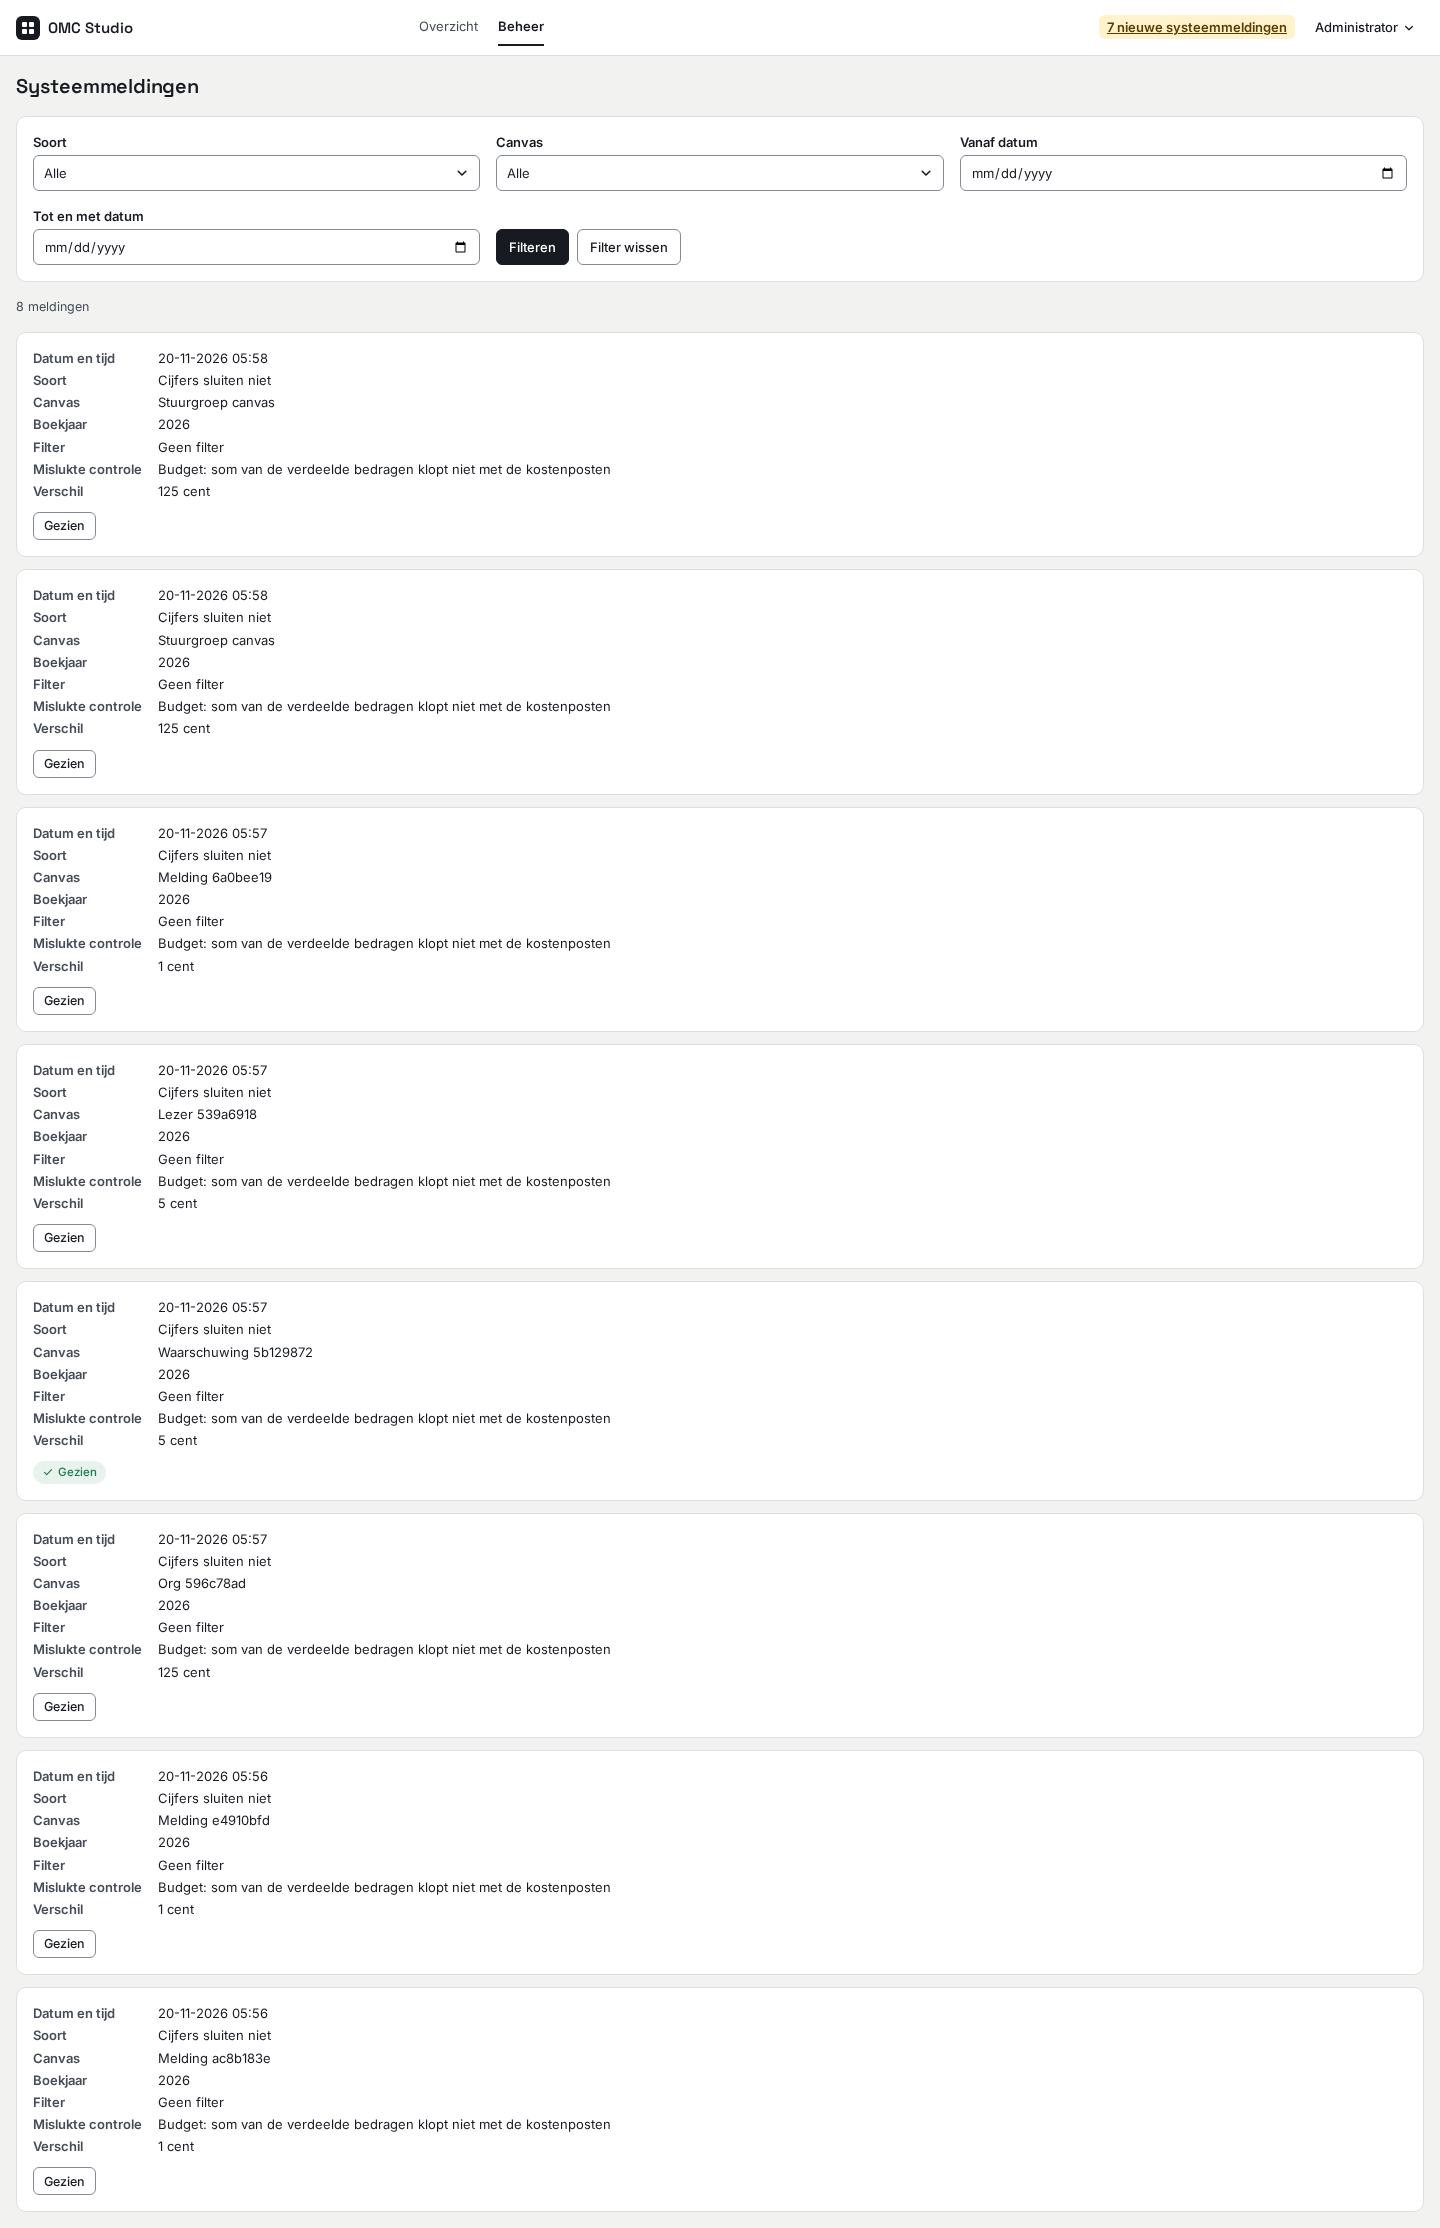 OMC Studio
Overzicht
Beheer
7 nieuwe systeemmeldingen
Administrator
Systeemmeldingen
Soort
Canvas
Vanaf datum
Alle
Alle
mm/dd/yyyy
Tot en met datum
mm/dd/yyyy
Filteren
Filter wissen
8 meldingen
Datum en tijd 20-11-2026 05:58
Soort Cijfers sluiten niet
Canvas Stuurgroep canvas
Boekjaar 2026
Filter Geen filter
Mislukte controle Budget: som van de verdeelde bedragen klopt niet met de kostenposten
Verschil 125 cent
Gezien
Datum en tijd 20-11-2026 05:58
Soort Cijfers sluiten niet
Canvas Stuurgroep canvas
Boekjaar 2026
Filter Geen filter
Mislukte controle Budget: som van de verdeelde bedragen klopt niet met de kostenposten
Verschil 125 cent
Gezien
Datum en tijd 20-11-2026 05:57
Soort Cijfers sluiten niet
Canvas Melding 6a0bee19
Boekjaar 2026
Filter Geen filter
Mislukte controle Budget: som van de verdeelde bedragen klopt niet met de kostenposten
Verschil 1 cent
Gezien
Datum en tijd 20-11-2026 05:57
Soort Cijfers sluiten niet
Canvas Lezer 539a6918
Boekjaar 2026
Filter Geen filter
Mislukte controle Budget: som van de verdeelde bedragen klopt niet met de kostenposten
Verschil 5 cent
Gezien
Datum en tijd 20-11-2026 05:57
Soort Cijfers sluiten niet
Canvas Waarschuwing 5b129872
Boekjaar 2026
Filter Geen filter
Mislukte controle Budget: som van de verdeelde bedragen klopt niet met de kostenposten
Verschil 5 cent
Gezien
Datum en tijd 20-11-2026 05:57
Soort Cijfers sluiten niet
Canvas Org 596c78ad
Boekjaar 2026
Filter Geen filter
Mislukte controle Budget: som van de verdeelde bedragen klopt niet met de kostenposten
Verschil 125 cent
Gezien
Datum en tijd 20-11-2026 05:56
Soort Cijfers sluiten niet
Canvas Melding e4910bfd
Boekjaar 2026
Filter Geen filter
Mislukte controle Budget: som van de verdeelde bedragen klopt niet met de kostenposten
Verschil 1 cent
Gezien
Datum en tijd 20-11-2026 05:56
Soort Cijfers sluiten niet
Canvas Melding ac8b183e
Boekjaar 2026
Filter Geen filter
Mislukte controle Budget: som van de verdeelde bedragen klopt niet met de kostenposten
Verschil 1 cent
Gezien